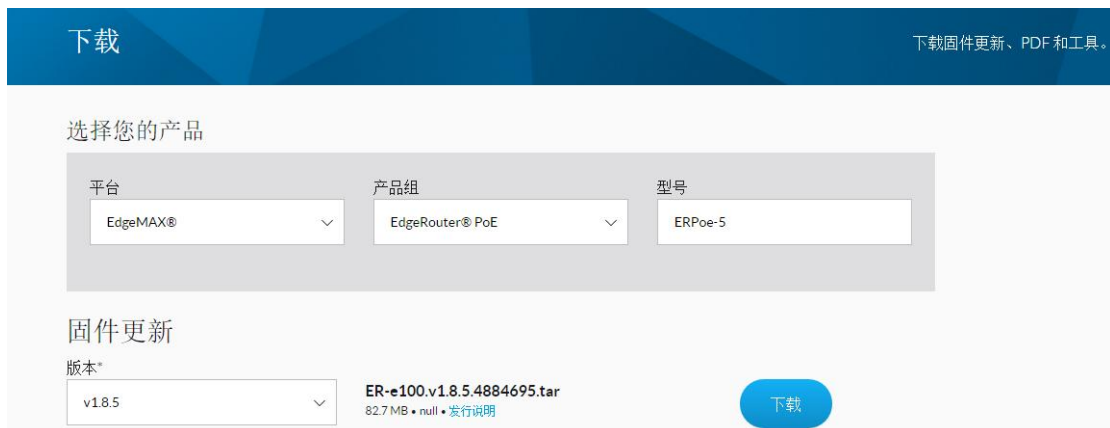 下载
下载固件更新、PDF 和工具。
选择您的产品
平台 产品组 型号
EdgeMAX® EdgeRouter® PoE ERPoe-5
固件更新
版本*
v1.8.5 ER-e100.v1.8.5.4884695.tar
82.7 MB • null • 发行说明
下载